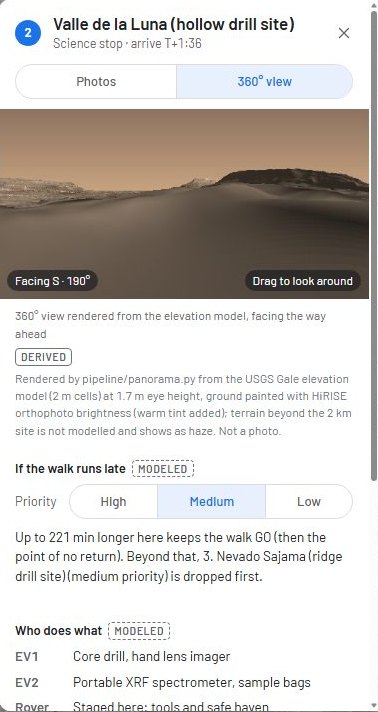 2
Valle de la Luna (hollow drill site)
Science stop · arrive T+1:36
Photos
360° view
Facing S · 190°
Drag to look around
360° view rendered from the elevation model, facing the way
ahead
DERIVED
Rendered by pipeline/panorama.py from the USGS Gale elevation
model (2 m cells) at 1.7 m eye height, ground painted with HiRISE
orthophoto brightness (warm tint added); terrain beyond the 2 km
site is not modelled and shows as haze. Not a photo.
If the walk runs late MODELED
Priority High Medium Low
Up to 221 min longer here keeps the walk GO (then the
point of no return). Beyond that, 3. Nevado Sajama (ridge
drill site) (medium priority) is dropped first.
Who does what MODELED
EV1 Core drill, hand lens imager
EV2 Portable XRF spectrometer, sample bags
Rover Staged here: tools and safe haven